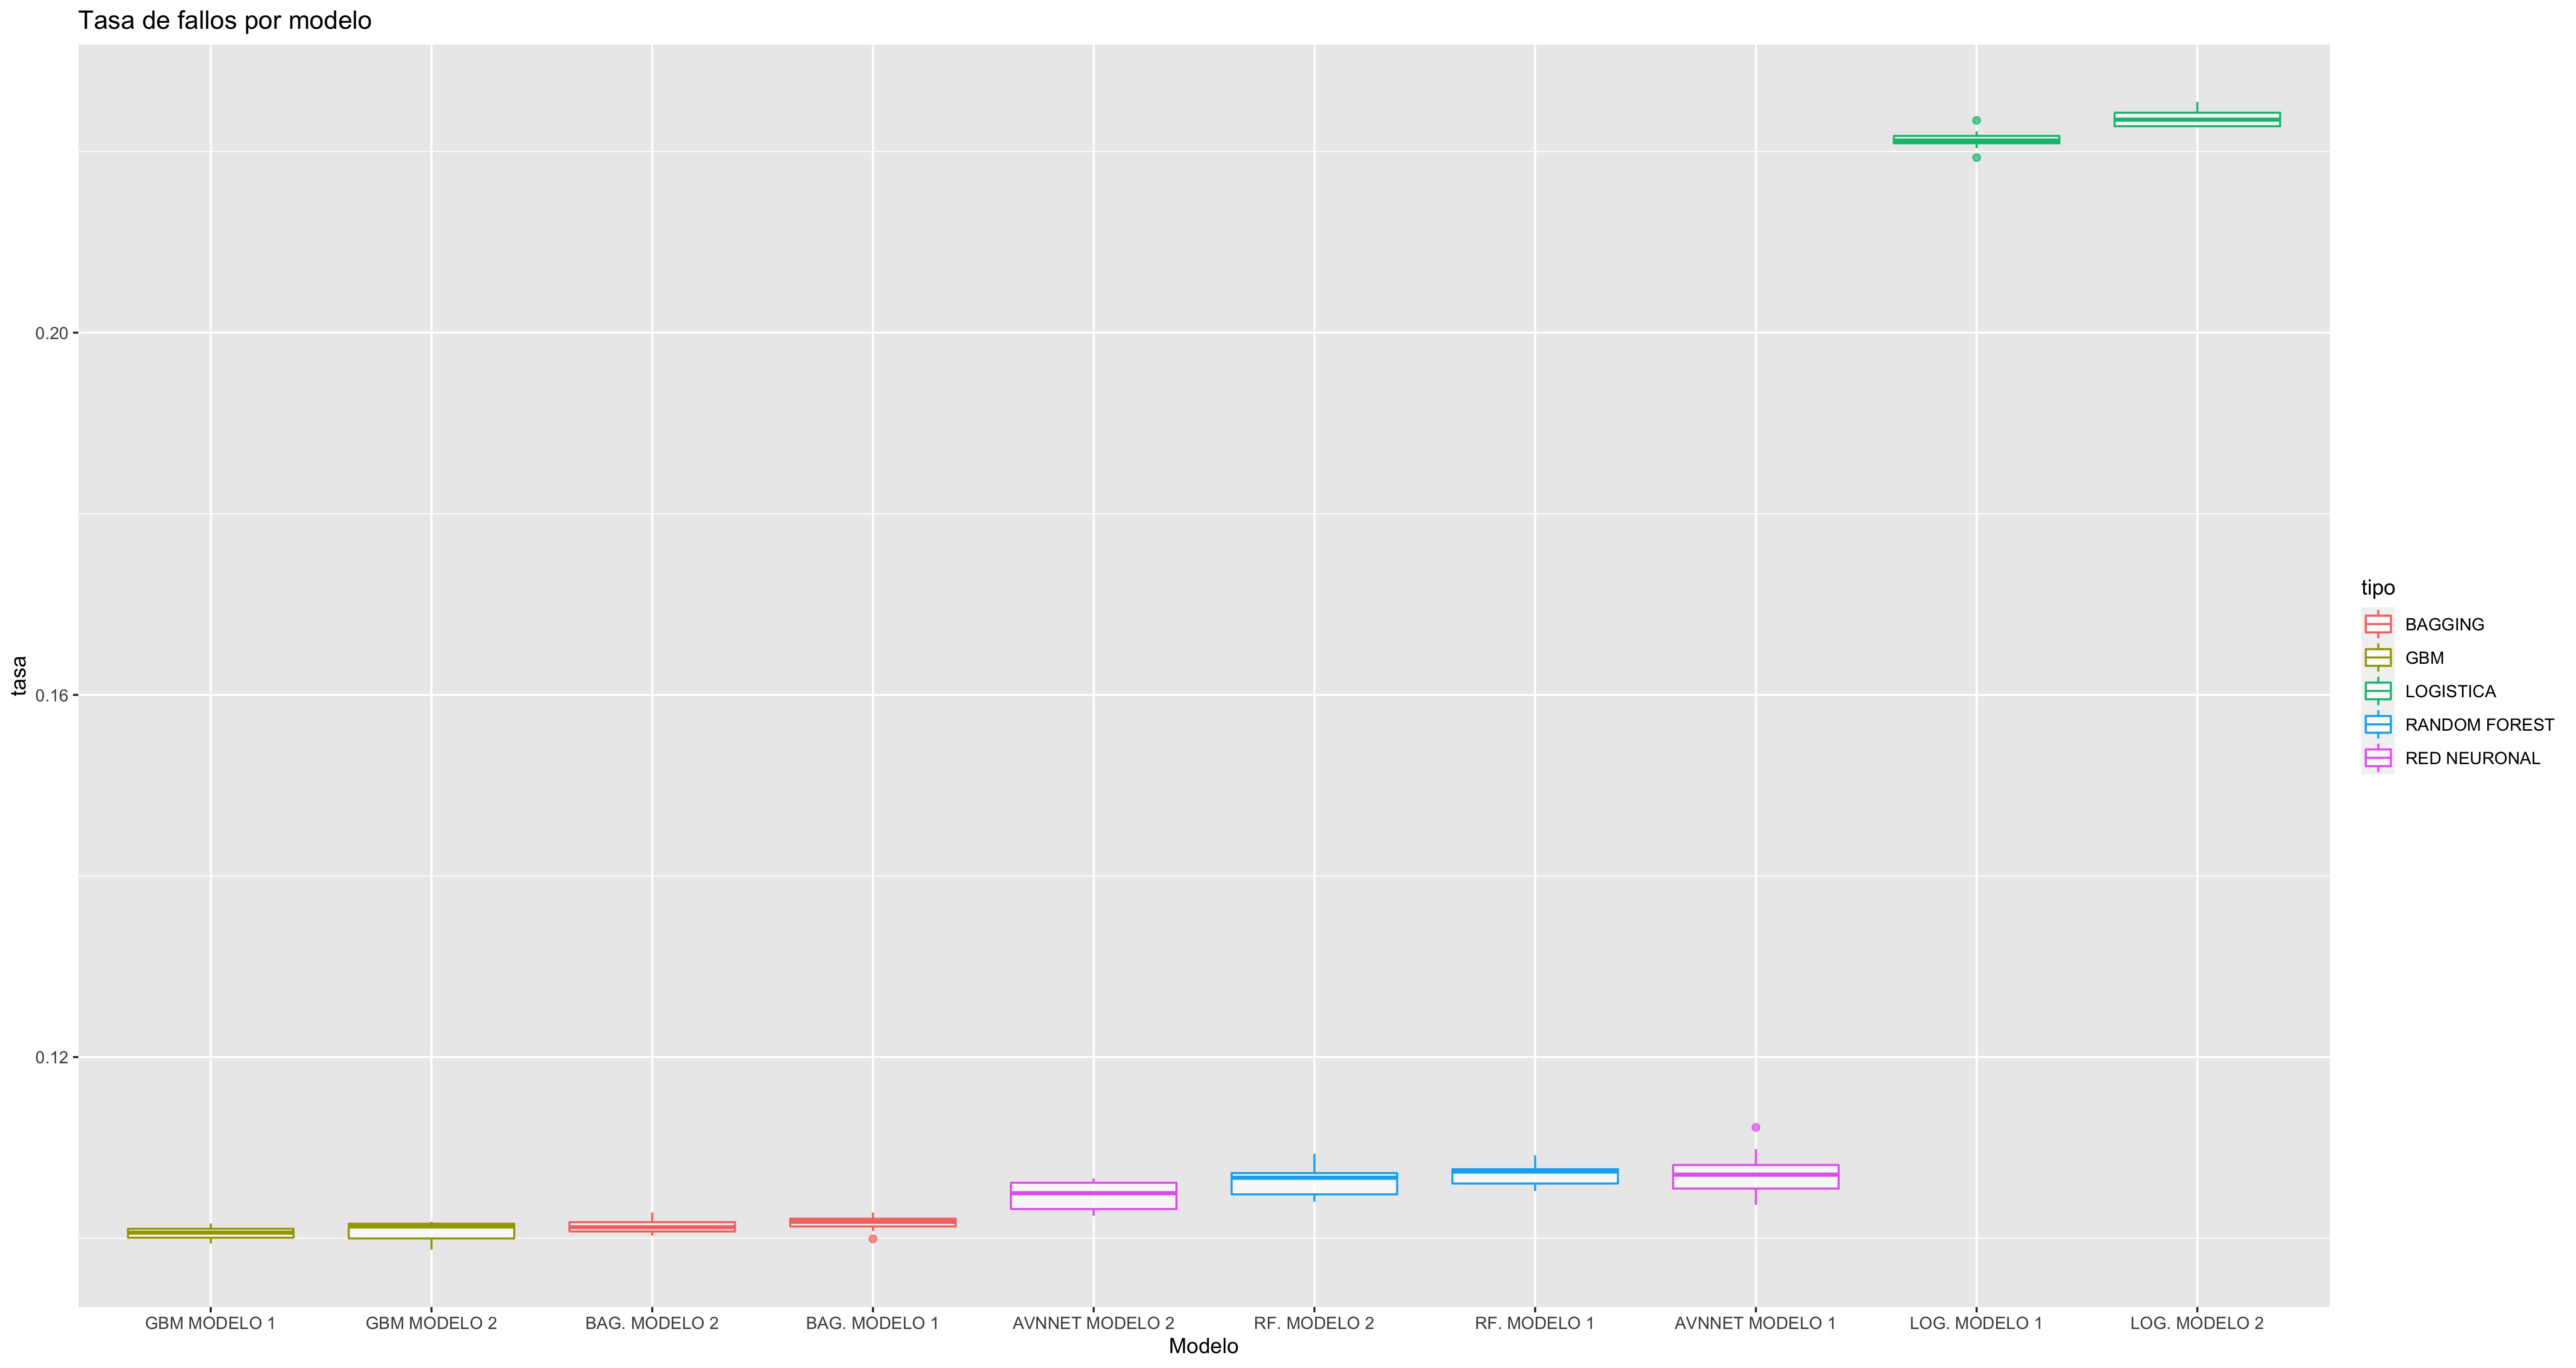 Tasa de fallos por modelo
tasa
0.20
0.16
0.12
GBM MODELO 1
GBM MODELO 2
BAG. MODELO 2
BAG. MODELO 1
AVNNET MODELO 2
RF. MODELO 2
RF. MODELO 1
AVNNET MODELO 1
LOG. MODELO 1
LOG. MODELO 2
Modelo
tipo
BAGGING
GBM
LOGISTICA
RANDOM FOREST
RED NEURONAL